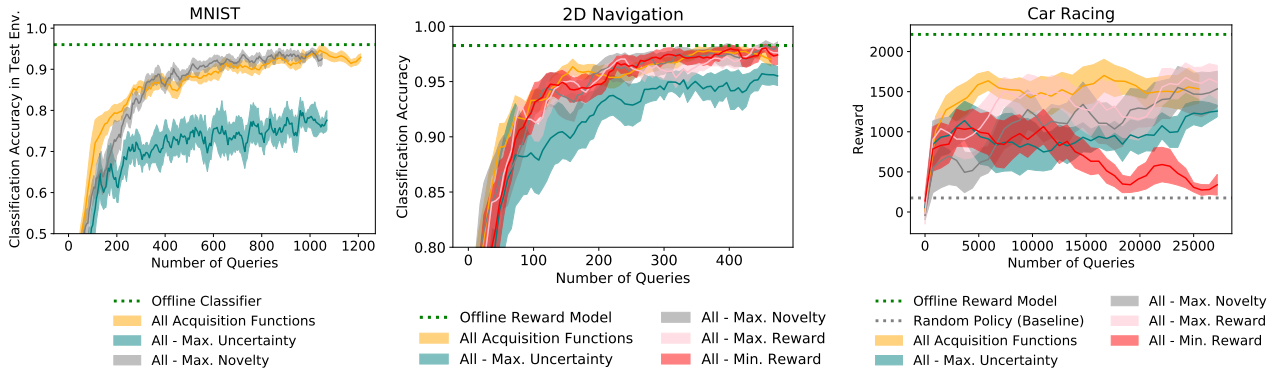 MNIST
Classification Accuracy in Test Env.
1.0
0.9
0.8
0.7
0.6
0.5
0 200 400 600 800 1000 1200
Number of Queries
Offline Classifier
All Acquisition Functions
All - Max. Uncertainty
All - Max. Novelty
2D Navigation
Classification Accuracy
1.00
0.95
0.90
0.85
0.80
0 100 200 300 400
Number of Queries
Offline Reward Model
All Acquisition Functions
All - Max. Uncertainty
All - Max. Novelty
All - Max. Reward
All - Min. Reward
Car Racing
Reward
2000
1500
1000
500
0
0 5000 10000 15000 20000 25000
Number of Queries
Offline Reward Model
Random Policy (Baseline)
All Acquisition Functions
All - Max. Uncertainty
All - Max. Novelty
All - Max. Reward
All - Min. Reward